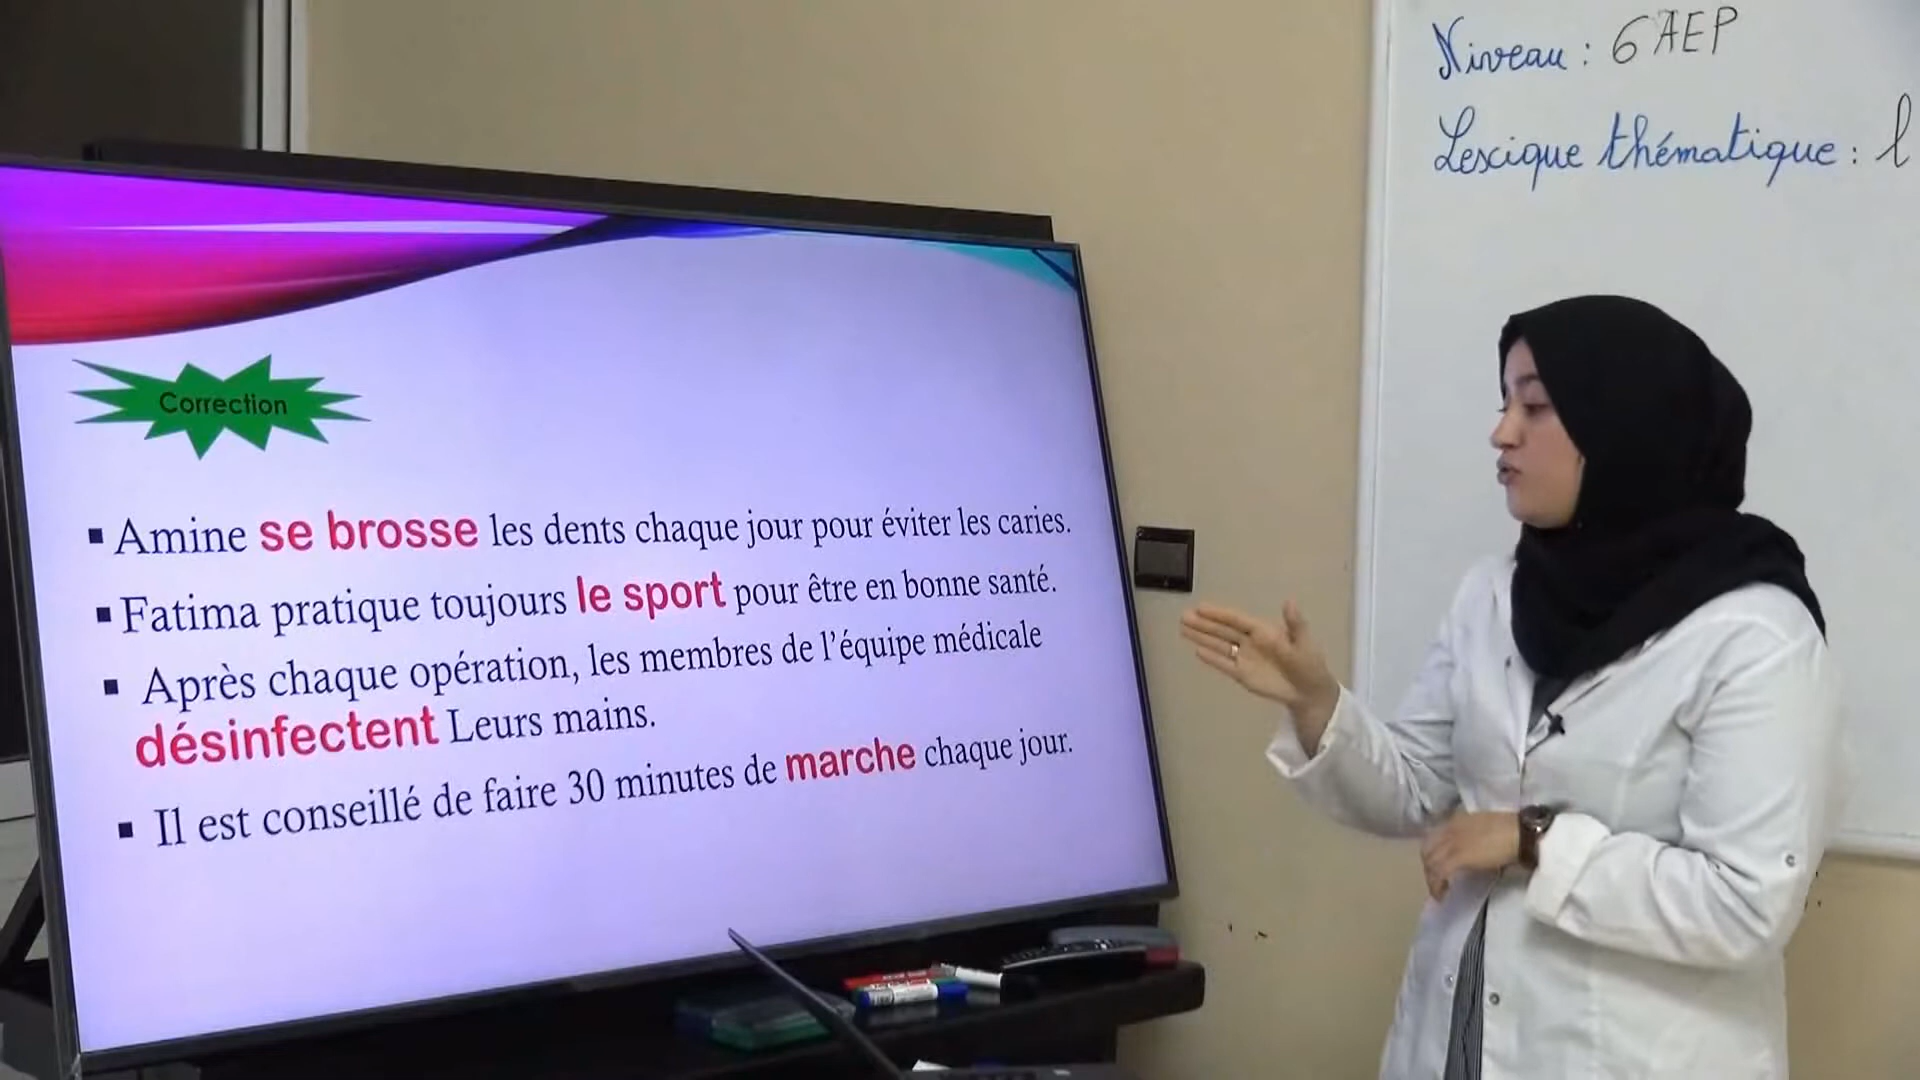 Niveau : 6 AEP
Lexique thématique : l
Correction
▪ Amine se brosse les dents chaque jour pour éviter les caries.
▪ Fatima pratique toujours le sport pour être en bonne santé.
▪ Après chaque opération, les membres de l'équipe médicale
désinfectent Leurs mains.
▪ Il est conseillé de faire 30 minutes de marche chaque jour.